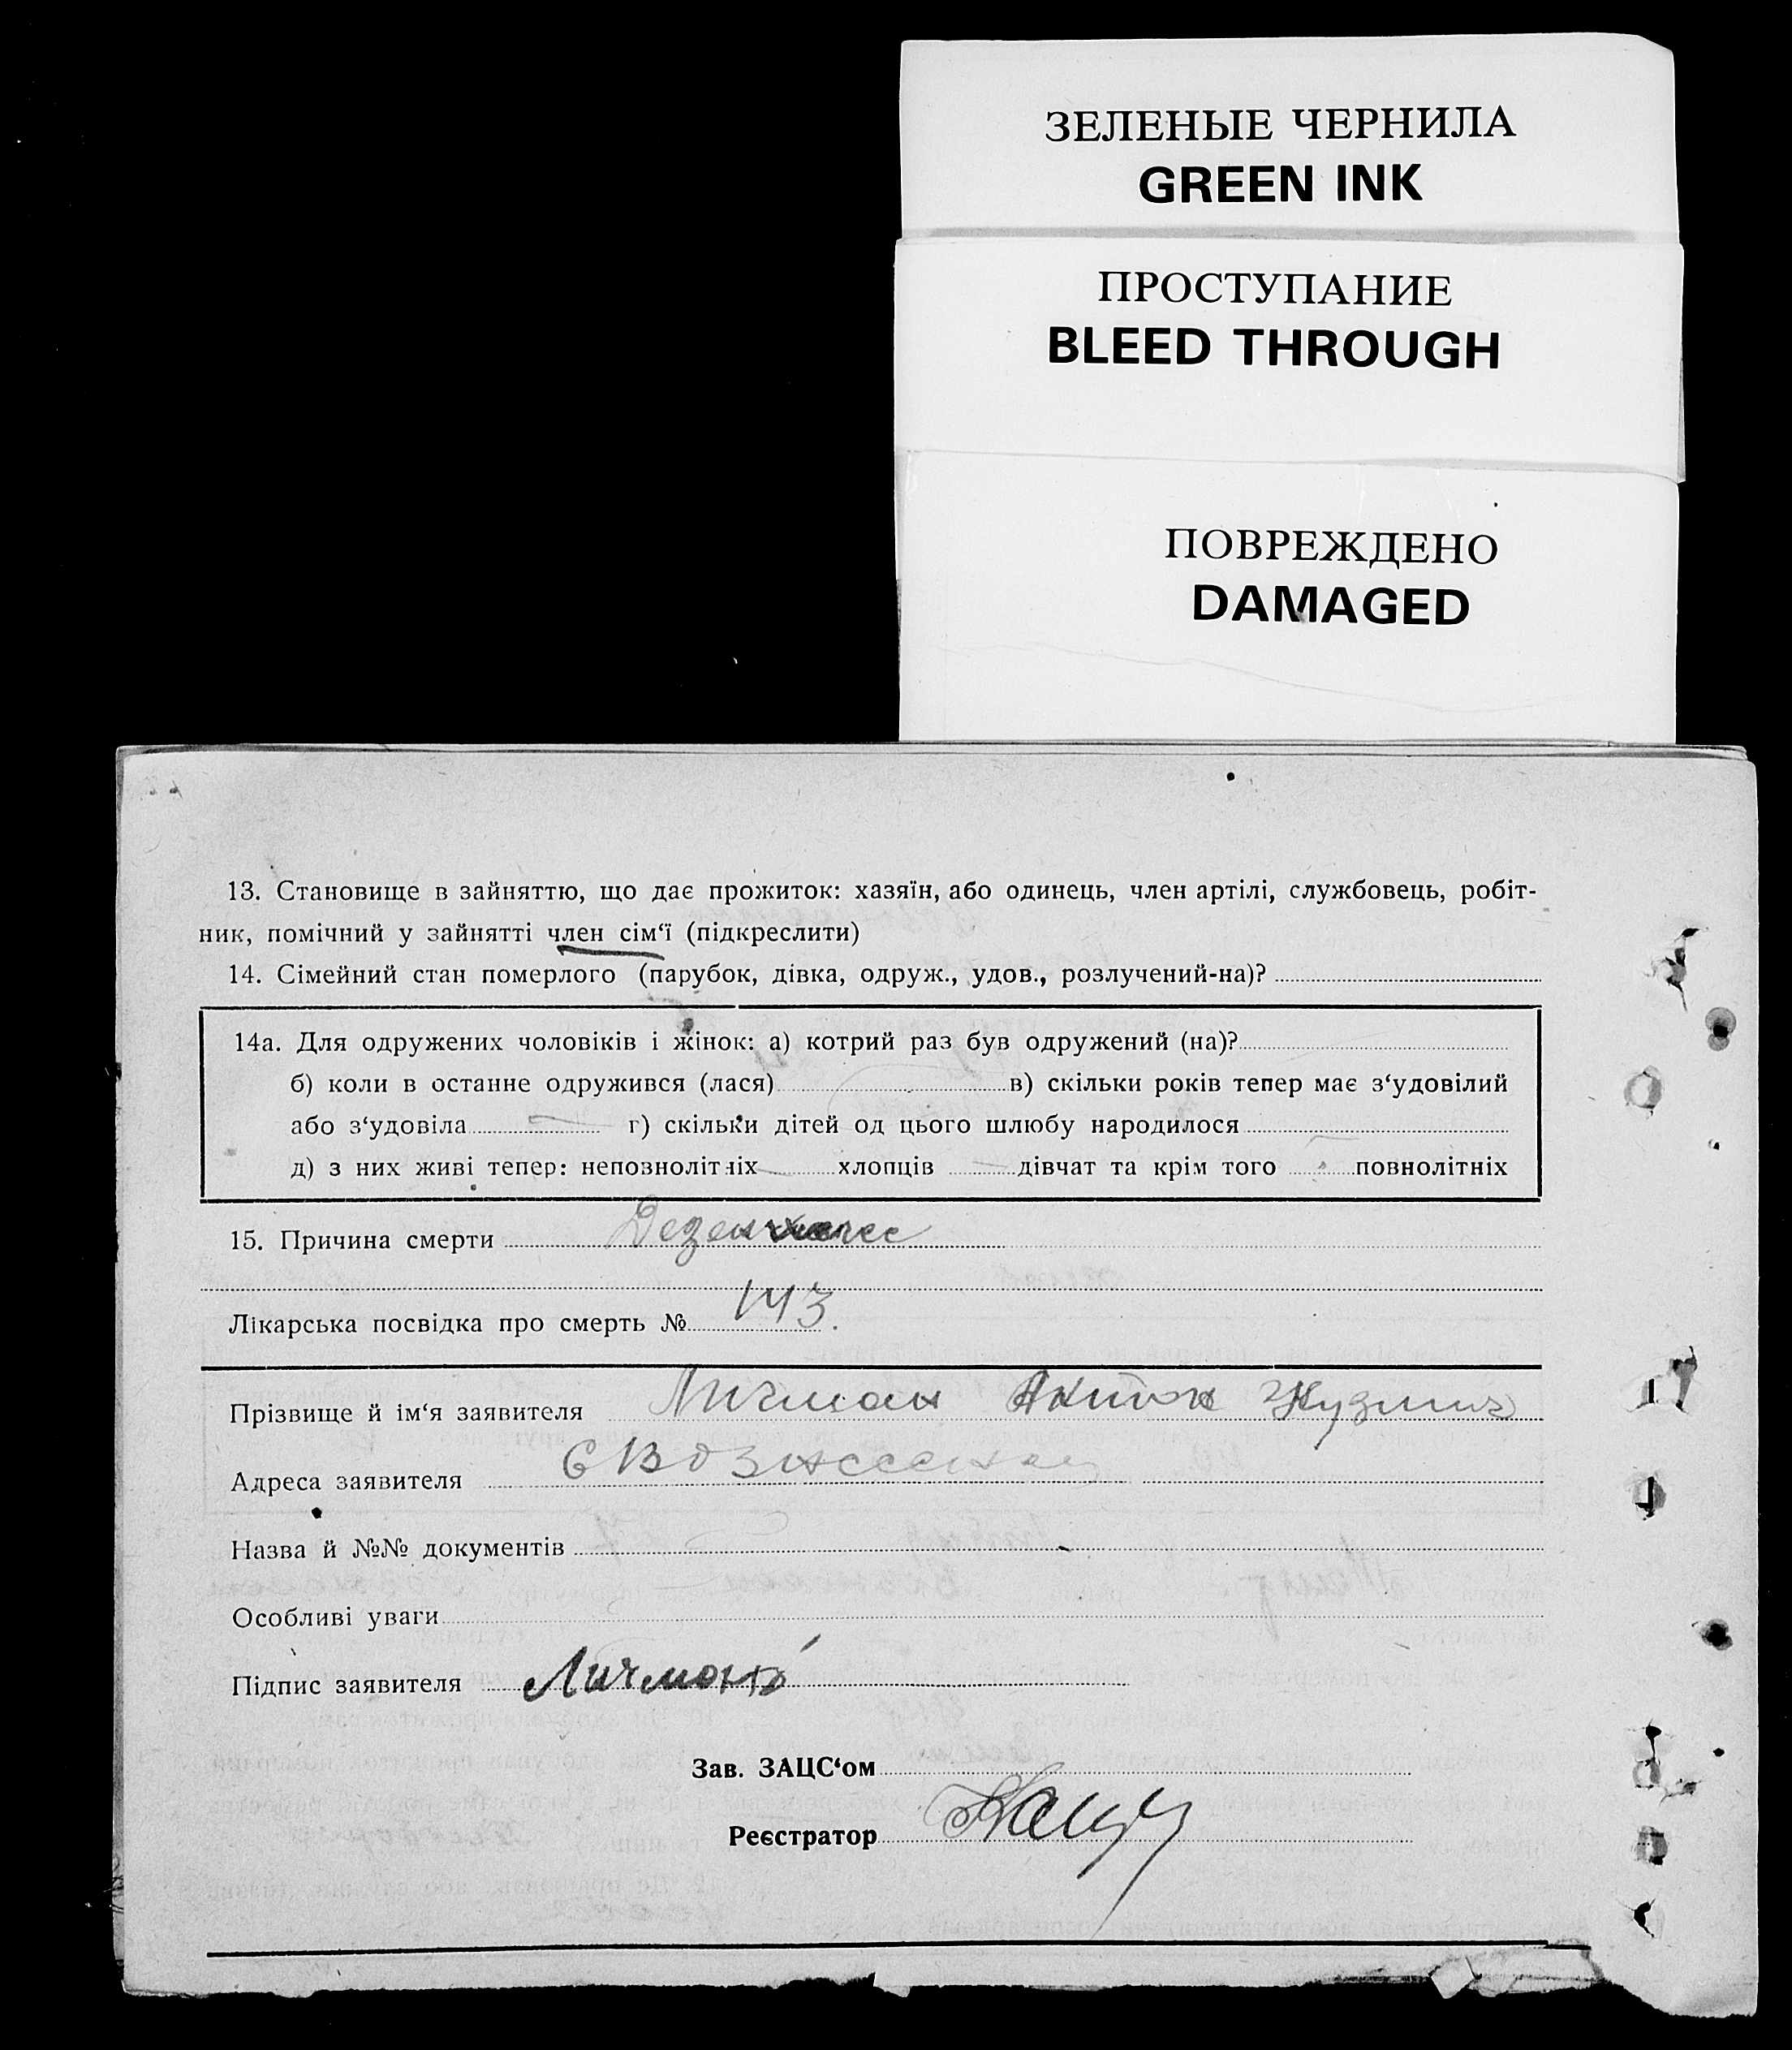 ЗЕЛЕНЫЕ ЧЕРНИЛА
GREEN INK
ПРОСТУПАНИЕ
BLEED THROUGH
ПОВРЕЖДЕНО
DAMAGED
13. Становище в зайняттю, що дає прожиток: хазяїн, або одинець, член артілі, службовець, робіт-
ник, помічний у зайнятті член сім‘ї (підкреслити)
14. Сімейний стан померлого (парубок, дівка, одруж., удов., розлучений-на)?
14а. Для одружених чоловіків і жінок: а) котрий раз був одружений (на)?
б) коли в останнє одружився (лася) в) скільки років тепер має з‘удовілий
або з‘удовіла — г) скільки дітей од цього шлюбу народилося
д) з них живі тепер: неповнолітніх — хлопців — дівчат та крім того повнолітніх
15. Причина смерти
Лікарська посвідка про смерть № 143.
Прізвище й ім‘я заявителя Личман Антон
Адреса заявителя
Назва й №№ документів
Особливі уваги
Підпис заявителя Личмонь
Зав. ЗАЦС‘ом
Реєстратор